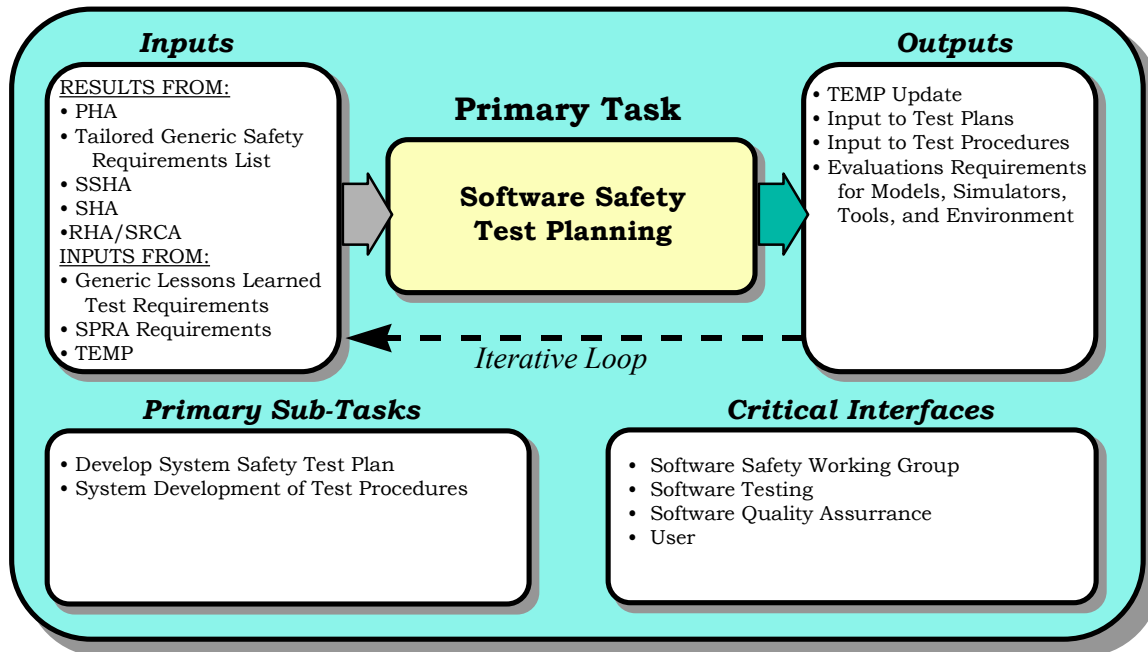 Inputs
RESULTS FROM:
• PHA
• Tailored Generic Safety
Requirements List
• SSHA
• SHA
•RHA/SRCA
INPUTS FROM:
• Generic Lessons Learned
Test Requirements
• SPRA Requirements
• TEMP
Primary Task
Software Safety
Test Planning
Outputs
• TEMP Update
• Input to Test Plans
• Input to Test Procedures
• Evaluations Requirements
for Models, Simulators,
Tools, and Environment
Iterative Loop
Primary Sub-Tasks
• Develop System Safety Test Plan
• System Development of Test Procedures
Critical Interfaces
• Software Safety Working Group
• Software Testing
• Software Quality Assurrance
• User